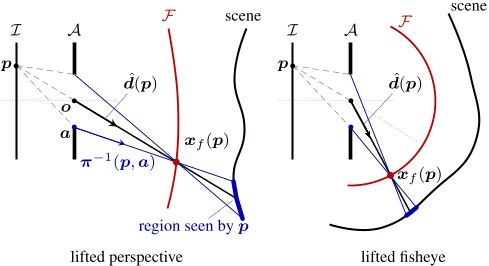 ℐ 𝒜 ℱ scene
p
d̂(p)
o
a
x_f(p)
π⁻¹(p, a)
region seen by p
lifted perspective
ℐ 𝒜 ℱ scene
p
d̂(p)
x_f(p)
lifted fisheye